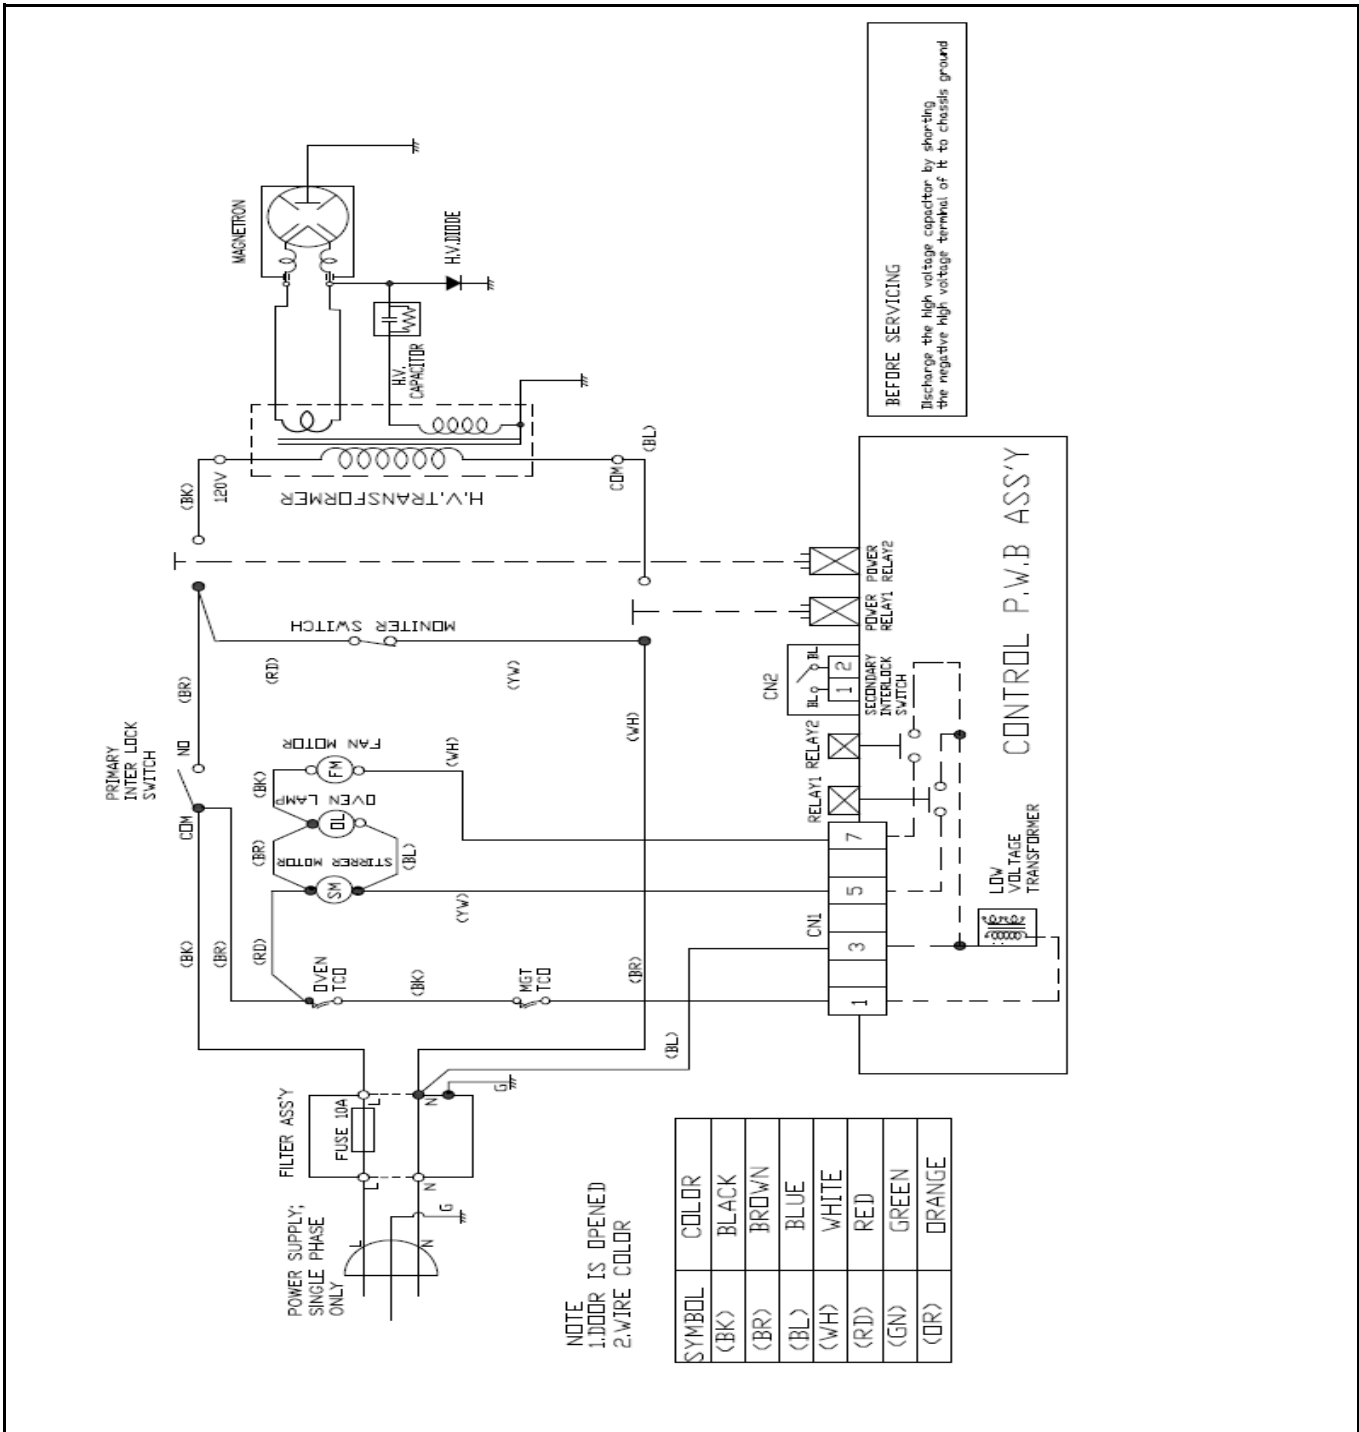 BEFORE SERVICING
Discharge the high voltage capacitor by shorting
the negative high voltage terminal of it to chassis ground
MAGNETRON
H.V.DIODE
H.V.
CAPACITOR
(BK)
120V
H.V.TRANSFORMER
COM
(BL)
POWER
RELAY2
POWER
RELAY1
MONITER SWITCH
(RD)
(YW)
(BR)
(WH)
CN2
BL
BL
1
2
SECONDARY
INTERLOCK
SWITCH
CONTROL P.W.B ASS'Y
PRIMARY
INTER LOCK
SWITCH
NO
COM
FAN MOTOR
FM
(WH)
(BK)
OVEN LAMP
OL
(BR)
(BL)
STIRRER MOTOR
SM
(YW)
RELAY1
RELAY2
7
5
3
1
CN1
LOW
VOLTAGE
TRANSFORMER
(BK)
(BR)
(RD)
OVEN
TCO
(BK)
MGT
TCO
(BR)
(BL)
FILTER ASS'Y
FUSE 10A
L
N
G
L
N
G
POWER SUPPLY;
SINGLE PHASE
ONLY
L
N
NOTE
1.DOOR IS OPENED
2.WIRE COLOR
SYMBOL COLOR
(BK) BLACK
(BR) BROWN
(BL) BLUE
(WH) WHITE
(RD) RED
(GN) GREEN
(OR) ORANGE